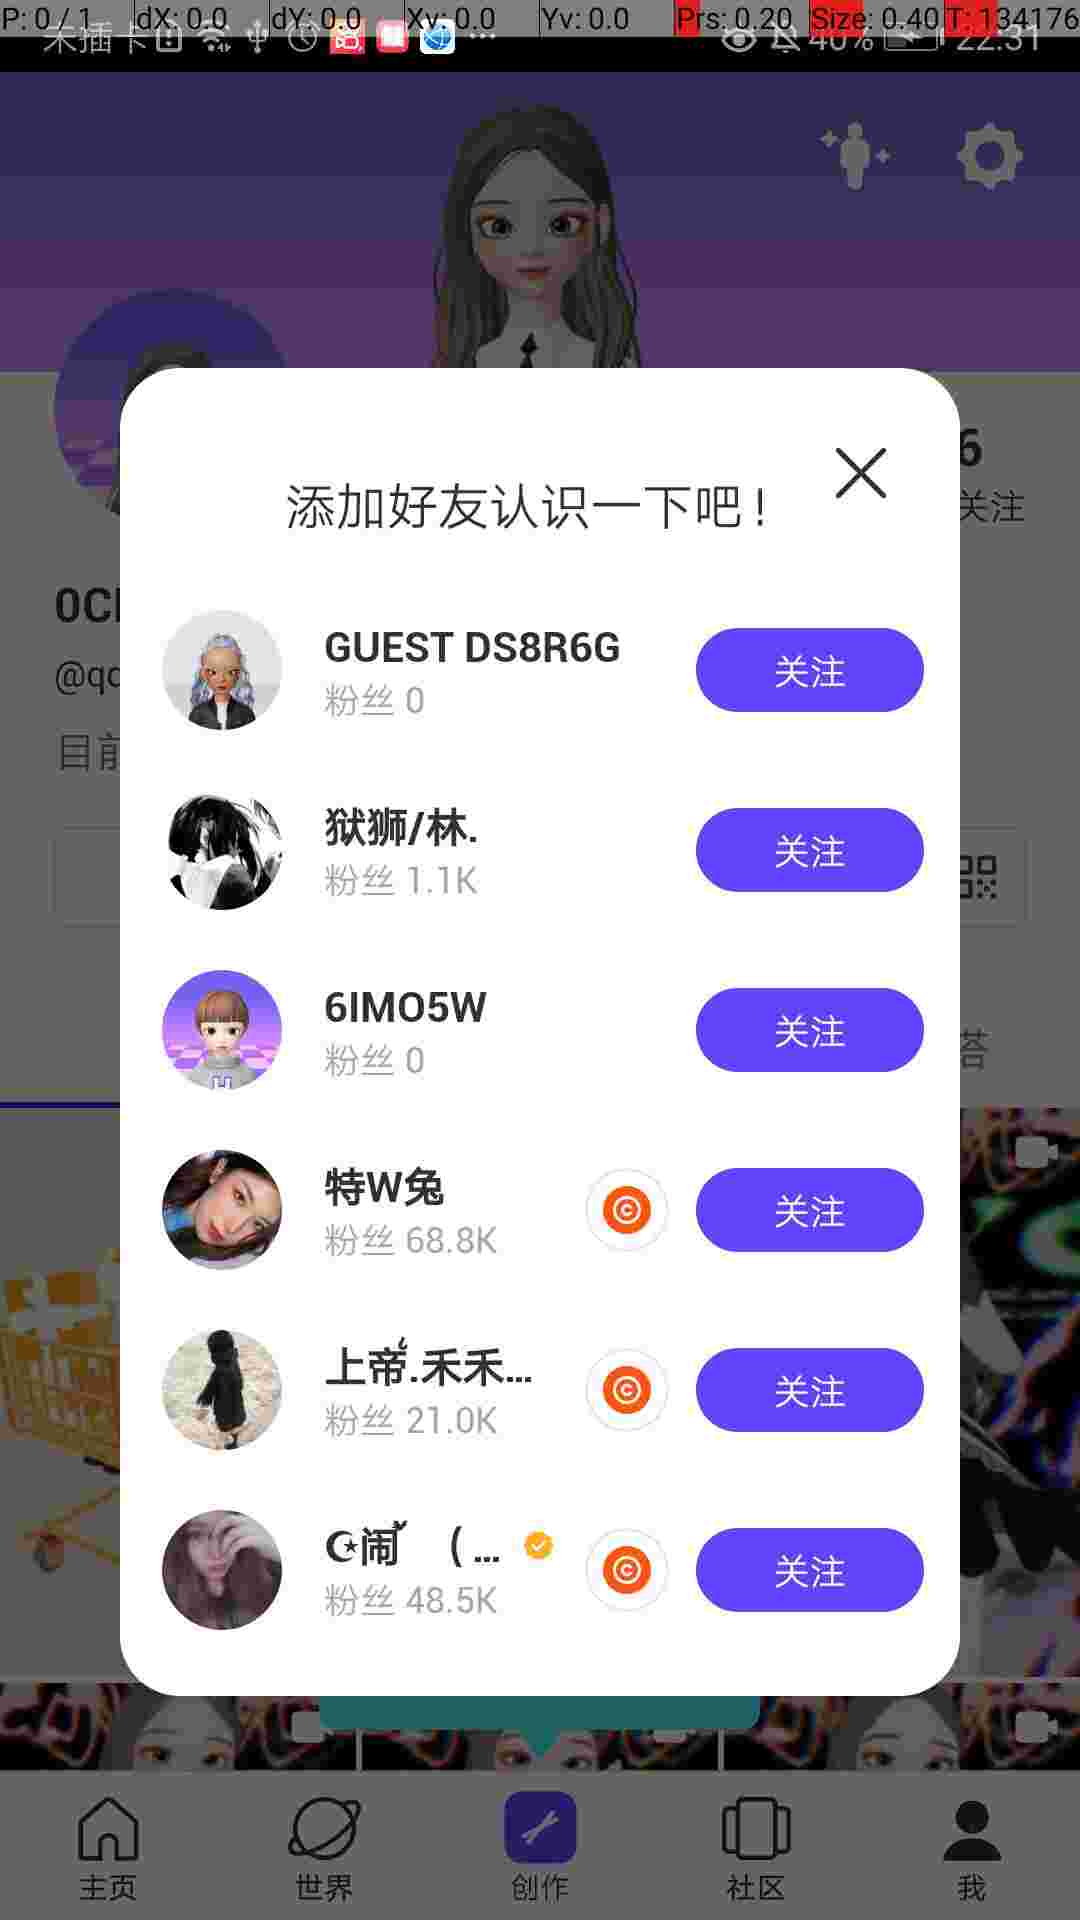 P: 0 / 1 dX: 0.0 dY: 0.0 Xv: 0.0 Yv: 0.0 Prs: 0.20 Size: 0.40 T: 134176
未插卡 40% 22:31
6
关注
添加好友认识一下吧!
@qc
目前
GUEST DS8R6G
粉丝 0
关注
狱狮/林.
粉丝 1.1K
关注
6IMO5W
粉丝 0
关注
答
特W兔
粉丝 68.8K
关注
上帝.禾禾...
粉丝 21.0K
关注
☪闹 ( ...
粉丝 48.5K
关注
主页
世界
创作
社区
我